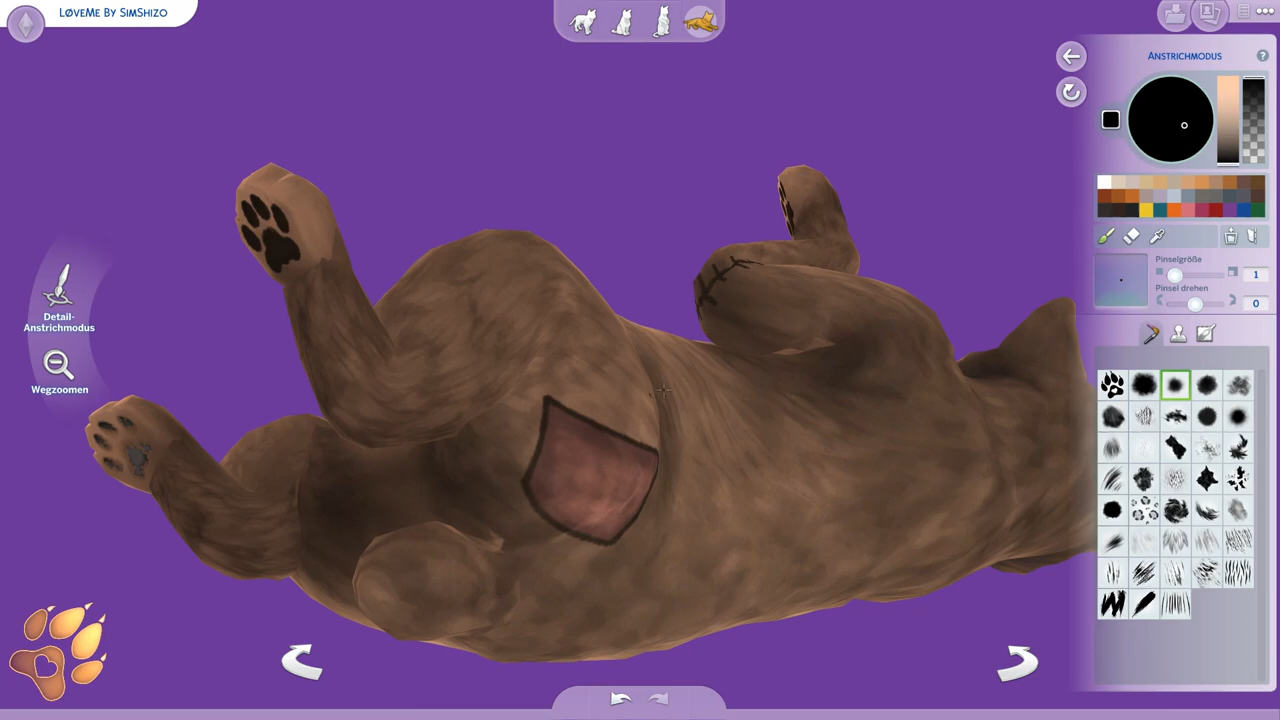 LøveMe By SimShizo
Anstrichmodus
?
Detail-
Anstrichmodus
Wegzoomen
Pinselgröße
1
Pinsel drehen
0